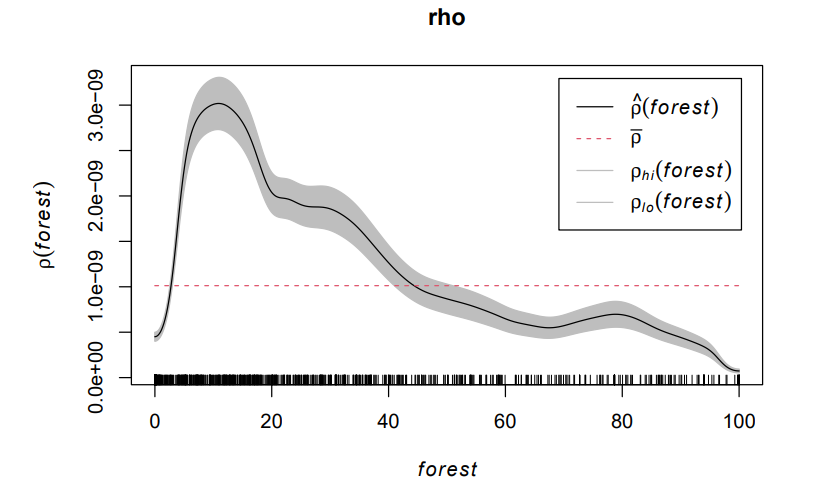 rho
ρ(forest)
3.0e−09
2.0e−09
1.0e−09
0.0e+00
ρ̂(forest)
ρ̄
ρhi(forest)
ρlo(forest)
0 20 40 60 80 100
forest